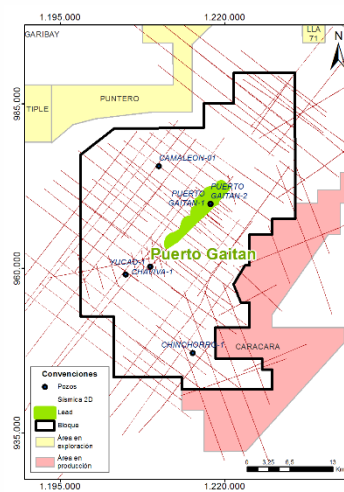 1.195.000
1.220.000
GARIBAY
LLA
71
N
985.000
TIPLE
PUNTERO
CAMALEON-01
PUERTO
GAITAN-2
PUERTO
GAITAN-1
Puerto Gaitan
960.000
CHAVIVA-1
CHINCHORRO-1
CARACARA
935.000
Convenciones
Pozos
Sísmica 2D
Lead
Bloque
Área en
exploración
Área en
producción
0 3,25 6,5 13
1.195.000
1.220.000